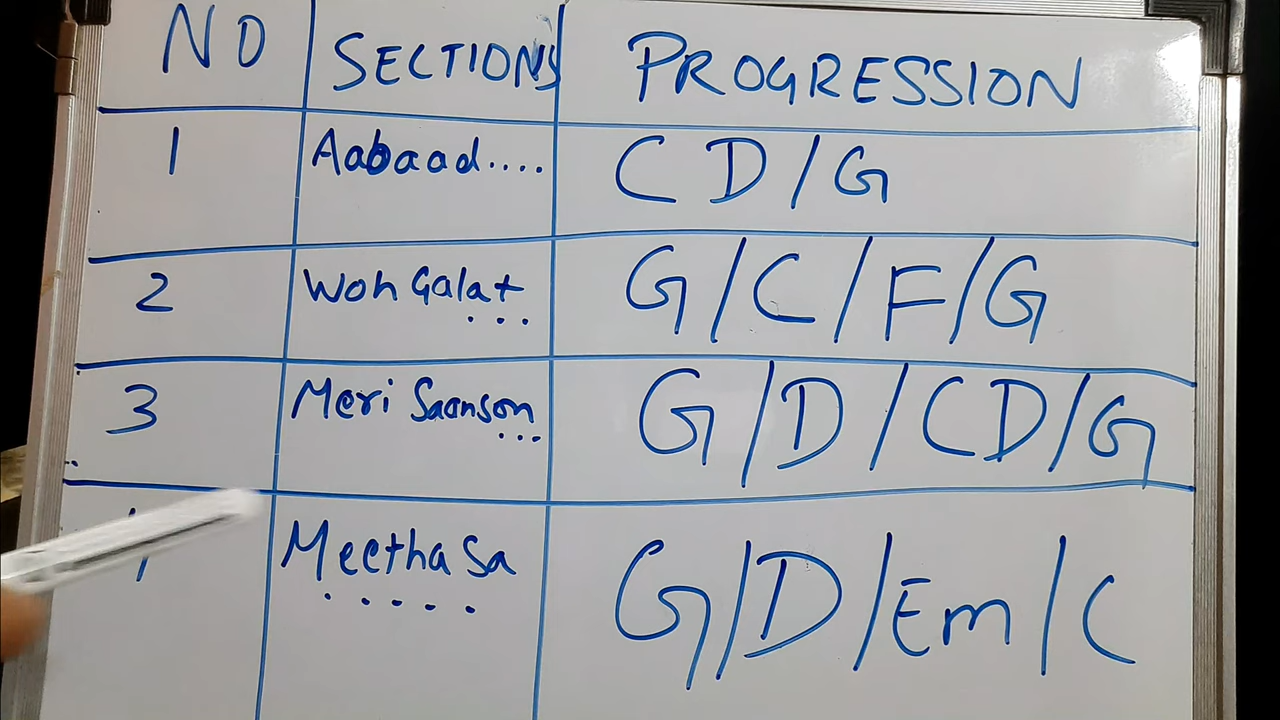 NO SECTIONS PROGRESSION
1 Aabaad.... C D / G
2 Woh Galat ... G / C / F / G
3 Meri Saanson ... G / D / C D / G
Meetha Sa ..... G / D / Em / C